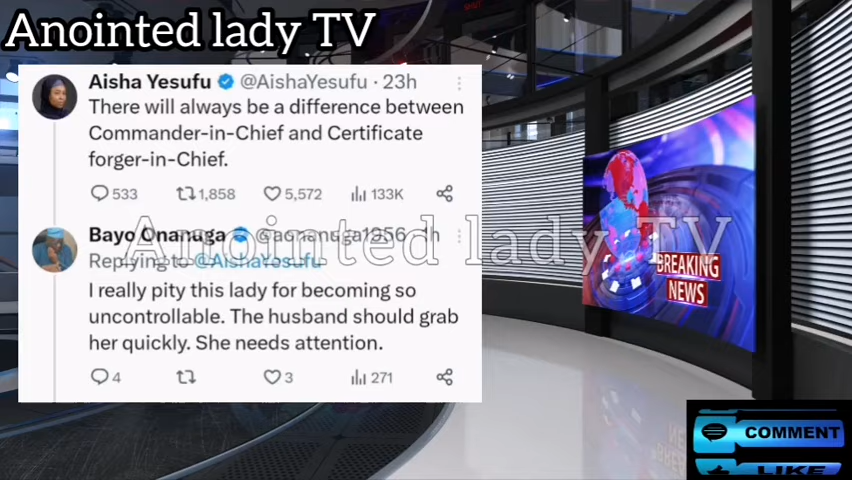 Anointed lady TV
Aisha Yesufu @AishaYesufu · 23h
There will always be a difference between
Commander-in-Chief and Certificate
forger-in-Chief.
533 1,858 5,572 133K
Anointed lady TV
Bayo Onanuga @aonanuga1956 · 1h
Replying to @AishaYosufu
I really pity this lady for becoming so
uncontrollable. The husband should grab
her quickly. She needs attention.
4 3 271
BREAKING
NEWS
COMMENT
LIKE